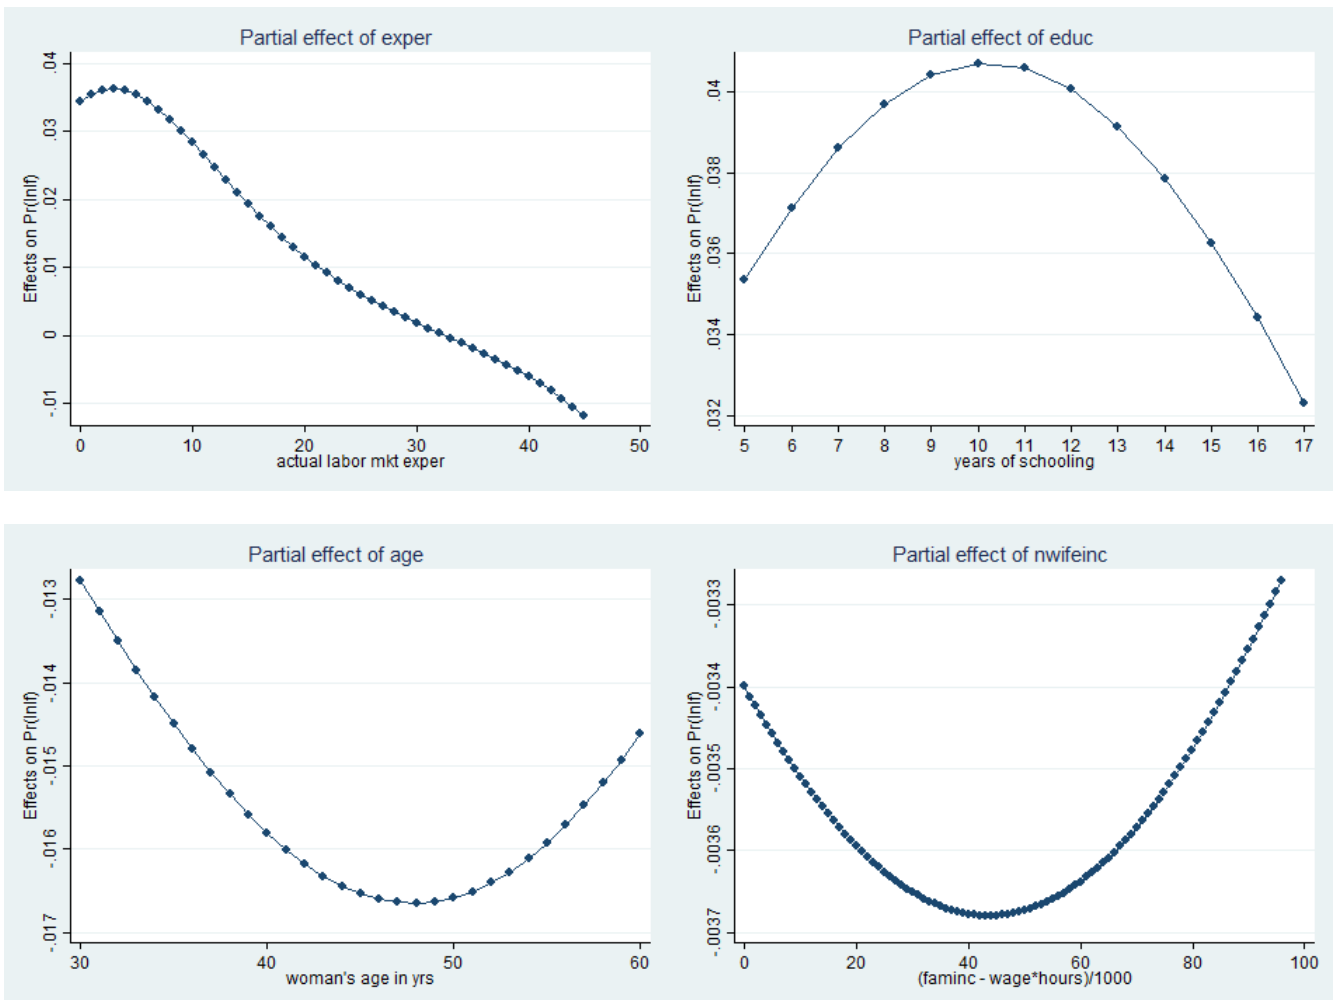 Partial effect of exper
Effects on Pr(lnlf)
.04
.03
.02
.01
0
-.01
0 10 20 30 40 50
actual labor mkt exper
Partial effect of educ
Effects on Pr(lnlf)
.04
.038
.036
.034
.032
5 6 7 8 9 10 11 12 13 14 15 16 17
years of schooling
Partial effect of age
Effects on Pr(lnlf)
-.013
-.014
-.015
-.016
-.017
30 40 50 60
woman's age in yrs
Partial effect of nwifeinc
Effects on Pr(lnlf)
-.0033
-.0034
-.0035
-.0036
-.0037
0 20 40 60 80 100
(faminc - wage*hours)/1000